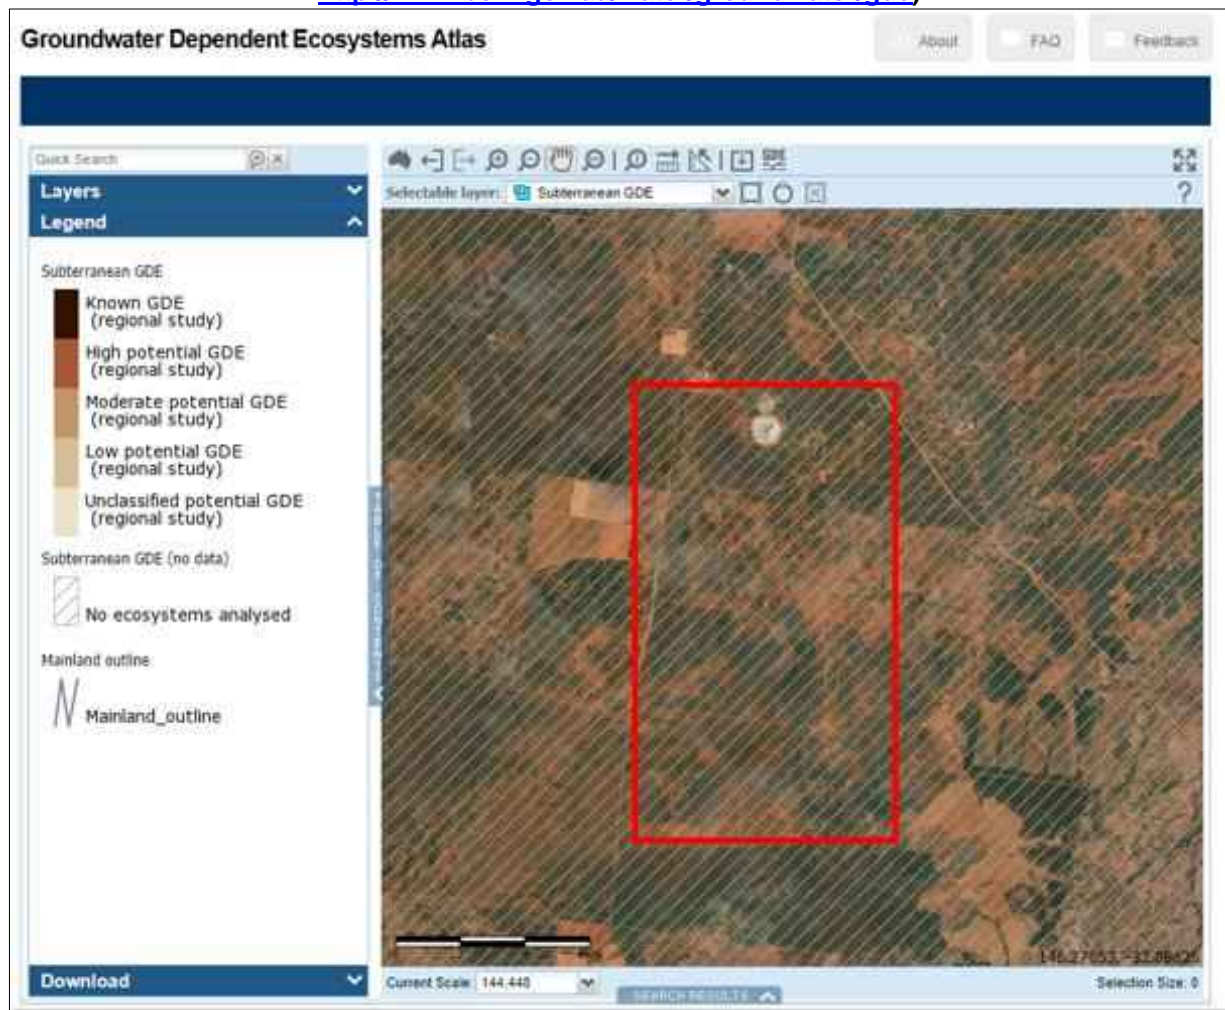 Groundwater Dependent Ecosystems Atlas
About
FAQ
Feedback
Quick Search
Layers
Legend
Selectable layer: Subterranean GDE
?
Subterranean GDE
Known GDE
(regional study)
High potential GDE
(regional study)
Moderate potential GDE
(regional study)
Low potential GDE
(regional study)
Unclassified potential GDE
(regional study)
Subterranean GDE (no data)
No ecosystems analysed
Mainland outline
Mainland_outline
Download
Current Scale: 144,448
SEARCH RESULTS
Selection Size: 0